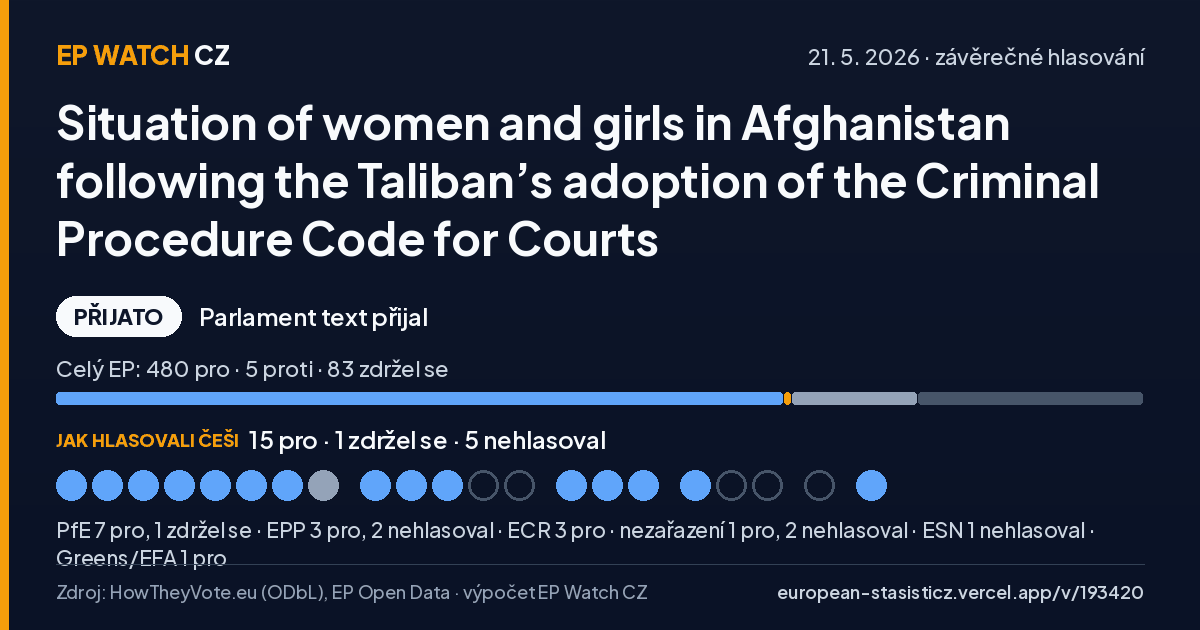 EP WATCH CZ
21. 5. 2026 · závěrečné hlasování
Situation of women and girls in Afghanistan
following the Taliban’s adoption of the Criminal
Procedure Code for Courts
PŘIJATO Parlament text přijal
Celý EP: 480 pro · 5 proti · 83 zdržel se
JAK HLASOVALI ČEŠI 15 pro · 1 zdržel se · 5 nehlasoval
PfE 7 pro, 1 zdržel se · EPP 3 pro, 2 nehlasoval · ECR 3 pro · nezařazení 1 pro, 2 nehlasoval · ESN 1 nehlasoval ·
Greens/EFA 1 pro
Zdroj: HowTheyVote.eu (ODbL), EP Open Data · výpočet EP Watch CZ
european-stasisticz.vercel.app/v/193420